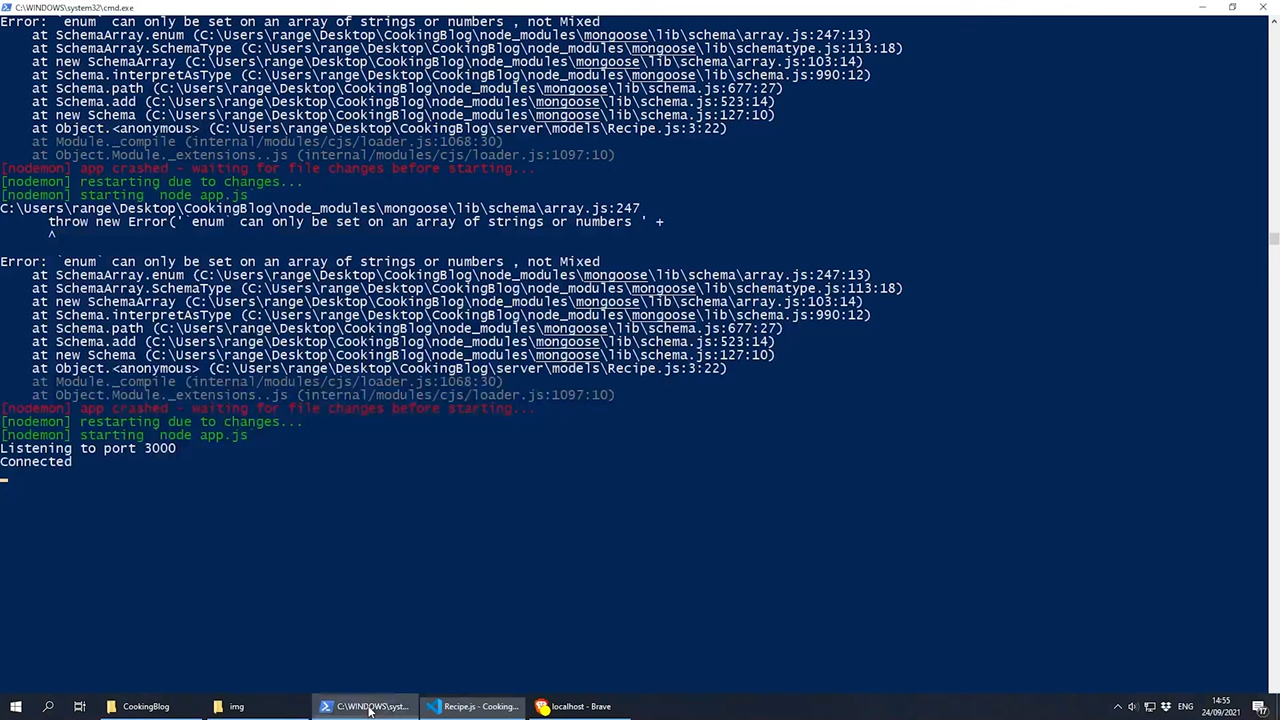 C:\WINDOWS\system32\cmd.exe
Error: `enum` can only be set on an array of strings or numbers , not Mixed
at SchemaArray.enum (C:\Users\range\Desktop\CookingBlog\node_modules\mongoose\lib\schema\array.js:247:13)
at SchemaArray.SchemaType (C:\Users\range\Desktop\CookingBlog\node_modules\mongoose\lib\schematype.js:113:18)
at new SchemaArray (C:\Users\range\Desktop\CookingBlog\node_modules\mongoose\lib\schema\array.js:103:14)
at Schema.interpretAsType (C:\Users\range\Desktop\CookingBlog\node_modules\mongoose\lib\schema.js:990:12)
at Schema.path (C:\Users\range\Desktop\CookingBlog\node_modules\mongoose\lib\schema.js:677:27)
at Schema.add (C:\Users\range\Desktop\CookingBlog\node_modules\mongoose\lib\schema.js:523:14)
at new Schema (C:\Users\range\Desktop\CookingBlog\node_modules\mongoose\lib\schema.js:127:10)
at Object.<anonymous> (C:\Users\range\Desktop\CookingBlog\server\models\Recipe.js:3:22)
at Module._compile (internal/modules/cjs/loader.js:1068:30)
at Object.Module._extensions..js (internal/modules/cjs/loader.js:1097:10)
[nodemon] app crashed - waiting for file changes before starting...
[nodemon] restarting due to changes...
[nodemon] starting `node app.js`
C:\Users\range\Desktop\CookingBlog\node_modules\mongoose\lib\schema\array.js:247
throw new Error('`enum` can only be set on an array of strings or numbers ' +
^
Error: `enum` can only be set on an array of strings or numbers , not Mixed
at SchemaArray.enum (C:\Users\range\Desktop\CookingBlog\node_modules\mongoose\lib\schema\array.js:247:13)
at SchemaArray.SchemaType (C:\Users\range\Desktop\CookingBlog\node_modules\mongoose\lib\schematype.js:113:18)
at new SchemaArray (C:\Users\range\Desktop\CookingBlog\node_modules\mongoose\lib\schema\array.js:103:14)
at Schema.interpretAsType (C:\Users\range\Desktop\CookingBlog\node_modules\mongoose\lib\schema.js:990:12)
at Schema.path (C:\Users\range\Desktop\CookingBlog\node_modules\mongoose\lib\schema.js:677:27)
at Schema.add (C:\Users\range\Desktop\CookingBlog\node_modules\mongoose\lib\schema.js:523:14)
at new Schema (C:\Users\range\Desktop\CookingBlog\node_modules\mongoose\lib\schema.js:127:10)
at Object.<anonymous> (C:\Users\range\Desktop\CookingBlog\server\models\Recipe.js:3:22)
at Module._compile (internal/modules/cjs/loader.js:1068:30)
at Object.Module._extensions..js (internal/modules/cjs/loader.js:1097:10)
[nodemon] app crashed - waiting for file changes before starting...
[nodemon] restarting due to changes...
[nodemon] starting `node app.js`
Listening to port 3000
Connected
CookingBlog
img
C:\WINDOWS\syst...
Recipe.js - Cooking...
localhost - Brave
ENG
14:55
24/09/2021
17